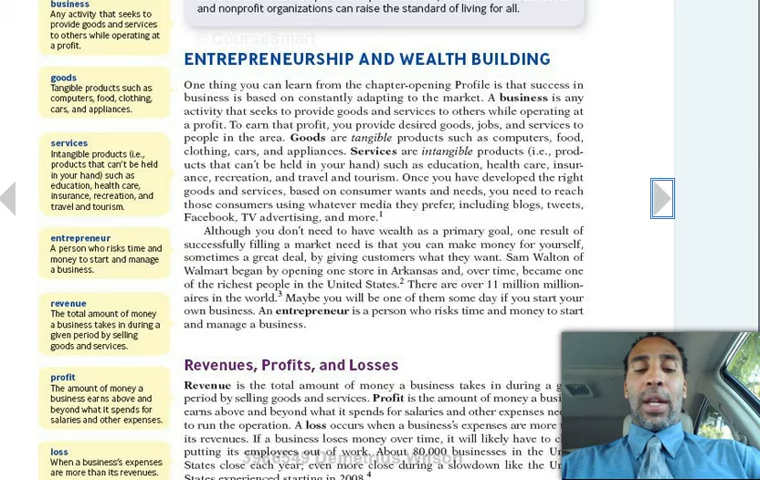 business
Any activity that seeks to
provide goods and services
to others while operating at
a profit.
goods
Tangible products such as
computers, food, clothing,
cars, and appliances.
services
Intangible products (i.e.,
products that can't be held
in your hand) such as
education, health care,
insurance, recreation, and
travel and tourism.
entrepreneur
A person who risks time and
money to start and manage
a business.
revenue
The total amount of money
a business takes in during a
given period by selling
goods and services.
profit
The amount of money a
business earns above and
beyond what it spends for
salaries and other expenses.
loss
When a business's expenses
are more than its revenues.
and nonprofit organizations can raise the standard of living for all.
CourseSmart
ENTREPRENEURSHIP AND WEALTH BUILDING
One thing you can learn from the chapter-opening Profile is that success in
business is based on constantly adapting to the market. A business is any
activity that seeks to provide goods and services to others while operating at
a profit. To earn that profit, you provide desired goods, jobs, and services to
people in the area. Goods are tangible products such as computers, food,
clothing, cars, and appliances. Services are intangible products (i.e., prod-
ucts that can't be held in your hand) such as education, health care, insur-
ance, recreation, and travel and tourism. Once you have developed the right
goods and services, based on consumer wants and needs, you need to reach
those consumers using whatever media they prefer, including blogs, tweets,
Facebook, TV advertising, and more.1
Although you don't need to have wealth as a primary goal, one result of
successfully filling a market need is that you can make money for yourself,
sometimes a great deal, by giving customers what they want. Sam Walton of
Walmart began by opening one store in Arkansas and, over time, became one
of the richest people in the United States.2 There are over 11 million million-
aires in the world.3 Maybe you will be one of them some day if you start your
own business. An entrepreneur is a person who risks time and money to start
and manage a business.
Revenues, Profits, and Losses
Revenue is the total amount of money a business takes in during a
period by selling goods and services. Profit is the amount of money a
earns above and beyond what it spends for salaries and other expenses
to run the operation. A loss occurs when a business's expenses are more
its revenues. If a business loses money over time, it will likely have to
putting its employees out of work. About 80,000 businesses in the
States close each year; even more close during a slowdown like the
States experienced starting in 2008.4
Demetrius Wilson